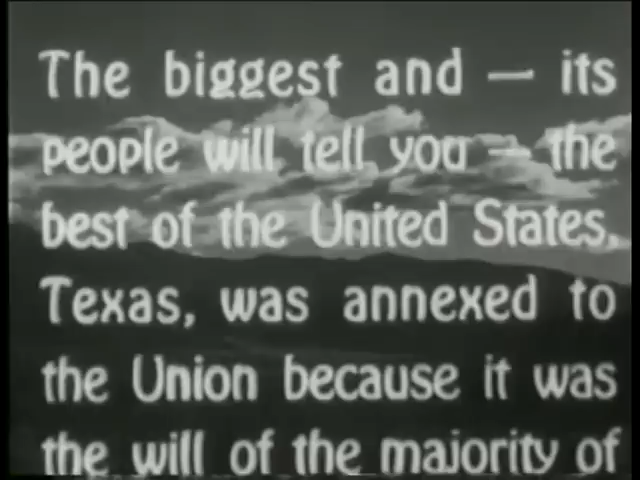 The biggest and — its
people will tell you — the
best of the United States,
Texas, was annexed to
the Union because it was
the will of the majority of